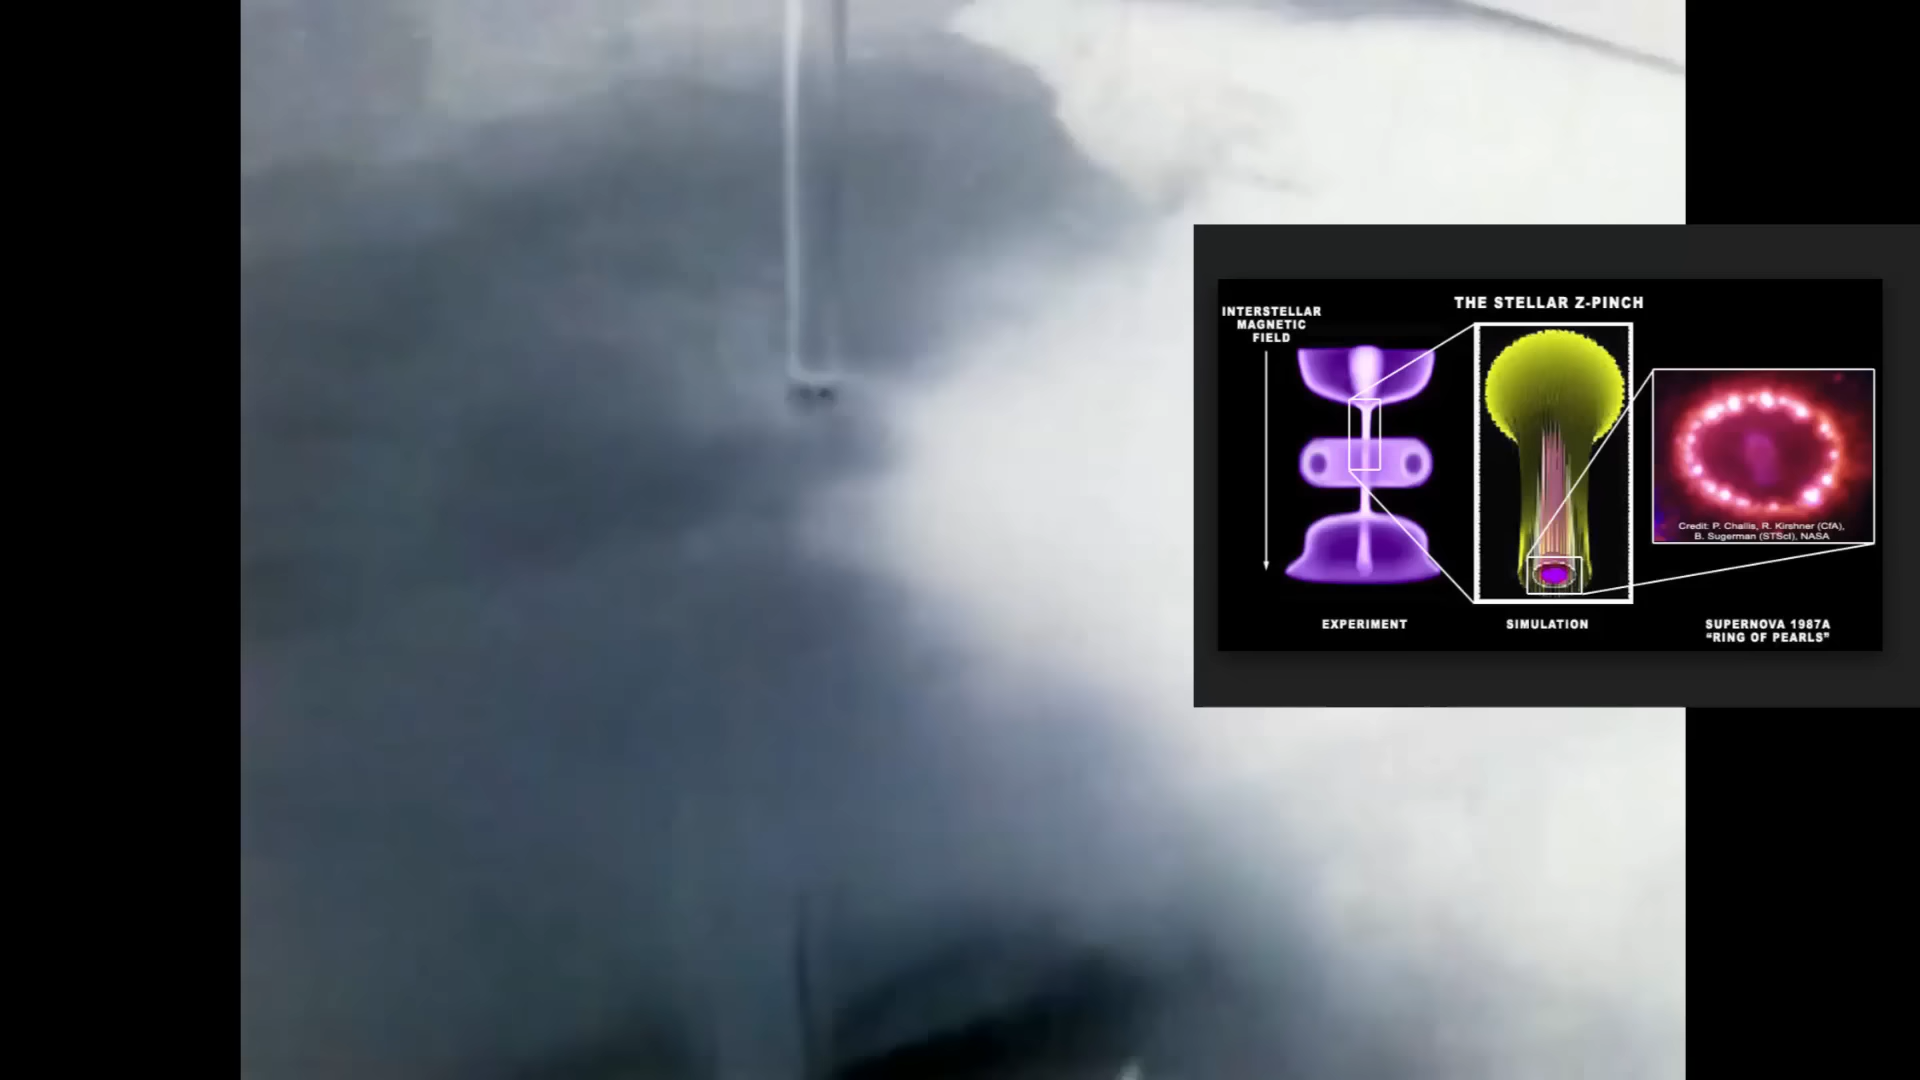 THE STELLAR Z-PINCH
INTERSTELLAR
MAGNETIC
FIELD
Credit: P. Challis, R. Kirshner (CfA),
B. Sugerman (STScI), NASA
EXPERIMENT
SIMULATION
SUPERNOVA 1987A
"RING OF PEARLS"